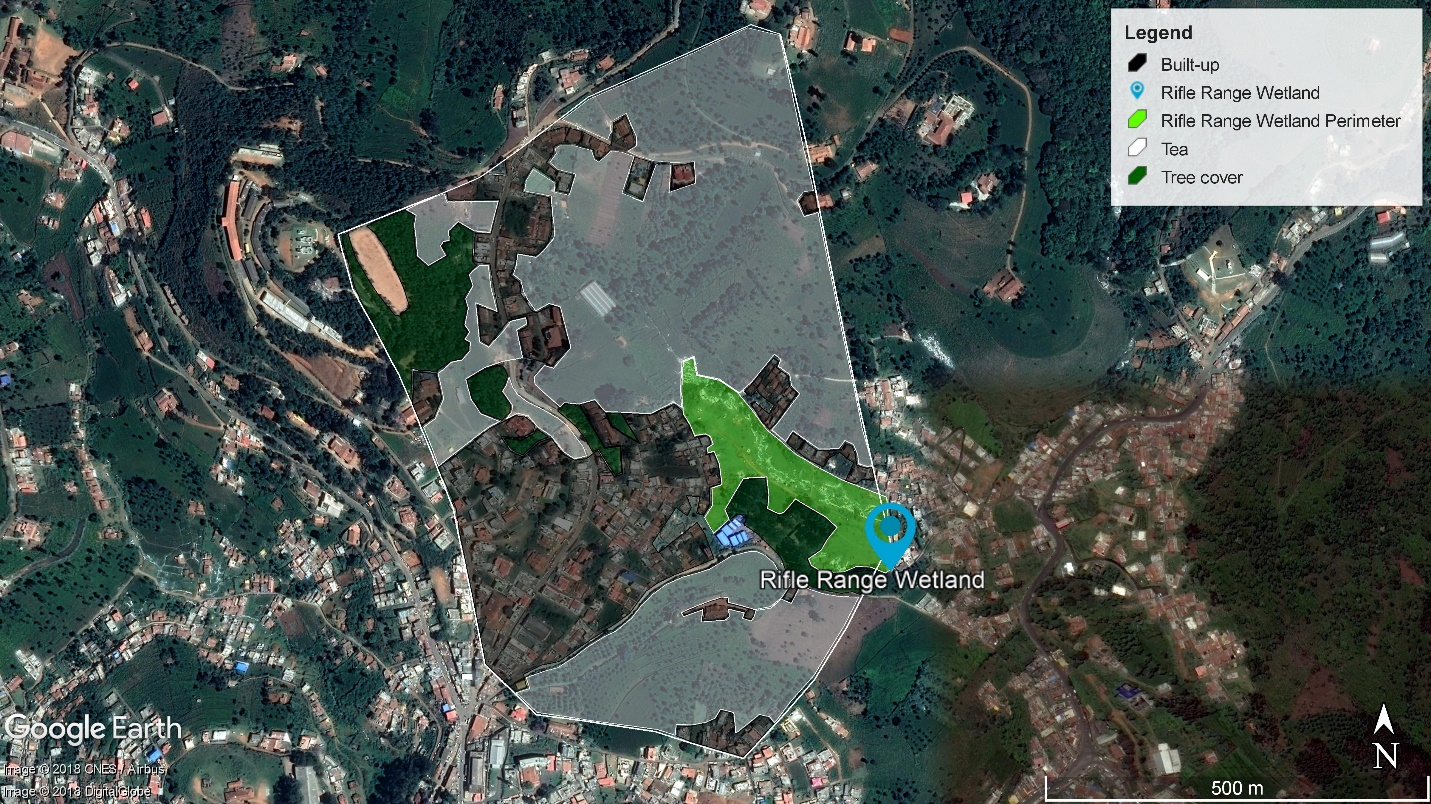 Legend
Built-up
Rifle Range Wetland
Rifle Range Wetland Perimeter
Tea
Tree cover
Rifle Range Wetland
Google Earth
Image © 2018 CNES / Airbus
Image © 2018 DigitalGlobe
N
500 m